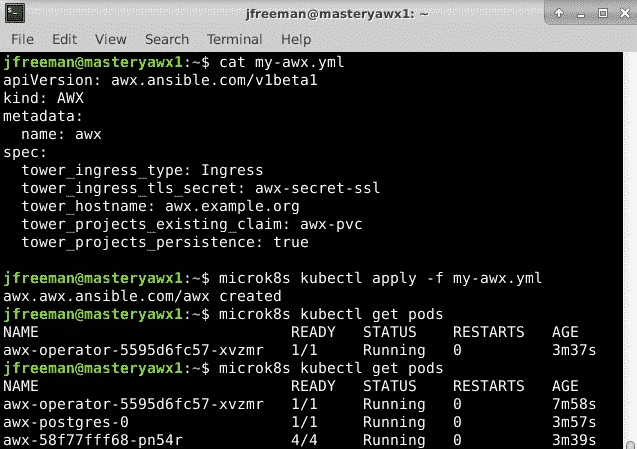 jfreeman@masteryawx1: ~
File Edit View Search Terminal Help
jfreeman@masteryawx1:~$ cat my-awx.yml
apiVersion: awx.ansible.com/v1beta1
kind: AWX
metadata:
  name: awx
spec:
  tower_ingress_type: Ingress
  tower_ingress_tls_secret: awx-secret-ssl
  tower_hostname: awx.example.org
  tower_projects_existing_claim: awx-pvc
  tower_projects_persistence: true

jfreeman@masteryawx1:~$ microk8s kubectl apply -f my-awx.yml
awx.awx.ansible.com/awx created
jfreeman@masteryawx1:~$ microk8s kubectl get pods
NAME                            READY   STATUS    RESTARTS   AGE
awx-operator-5595d6fc57-xvzmr   1/1     Running   0          3m37s
jfreeman@masteryawx1:~$ microk8s kubectl get pods
NAME                            READY   STATUS    RESTARTS   AGE
awx-operator-5595d6fc57-xvzmr   1/1     Running   0          7m58s
awx-postgres-0                  1/1     Running   0          3m57s
awx-58f77fff68-pn54r            4/4     Running   0          3m39s